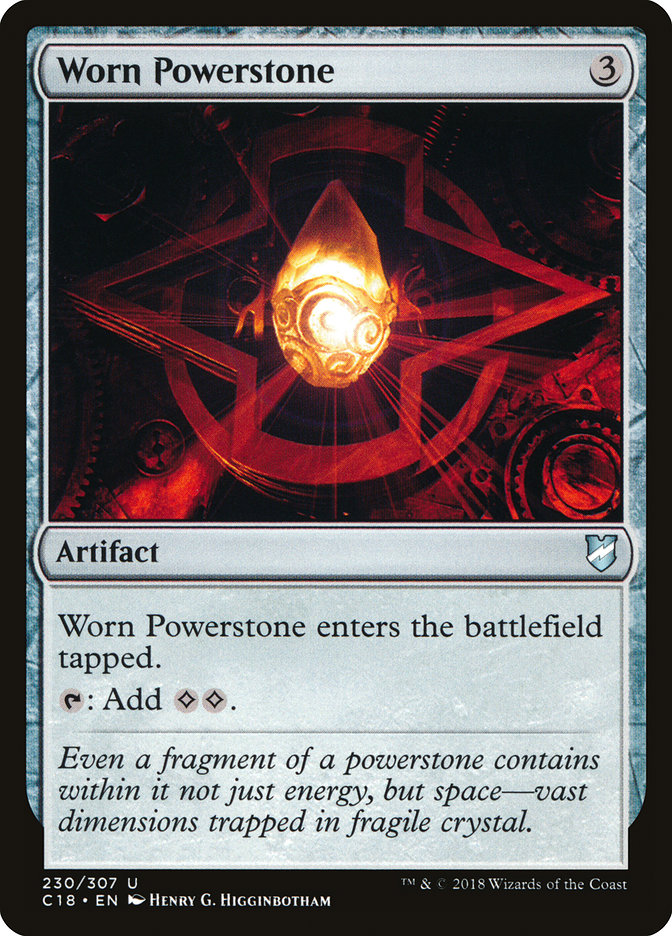 Worn Powerstone 3
Artifact
Worn Powerstone enters the battlefield
tapped.
: Add .
Even a fragment of a powerstone contains
within it not just energy, but space—vast
dimensions trapped in fragile crystal.
230/307 U
™ & © 2018 Wizards of the Coast
C18 • EN Henry G. Higginbotham